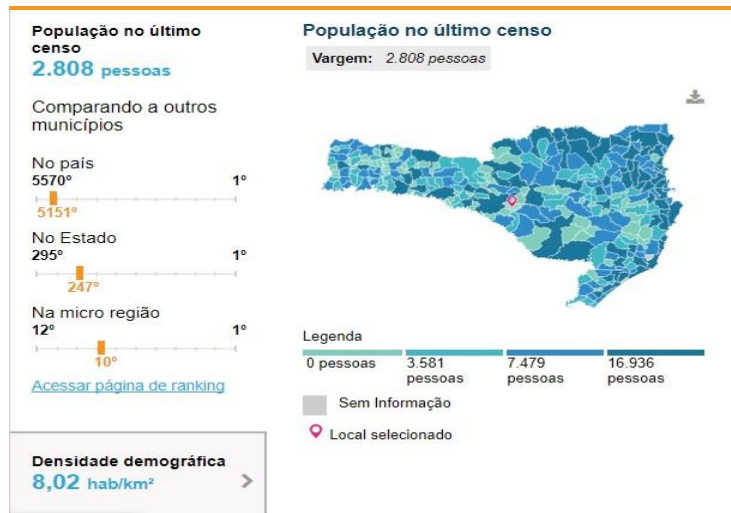 População no último
censo
2.808 pessoas
Comparando a outros
municípios
No país
5570º 1º
5151º
No Estado
295º 1º
247º
Na micro região
12º 1º
10º
Acessar página de ranking
Densidade demográfica
8,02 hab/km²
População no último censo
Vargem: 2.808 pessoas
Legenda
0 pessoas 3.581 7.479 16.936
pessoas pessoas pessoas
Sem Informação
Local selecionado